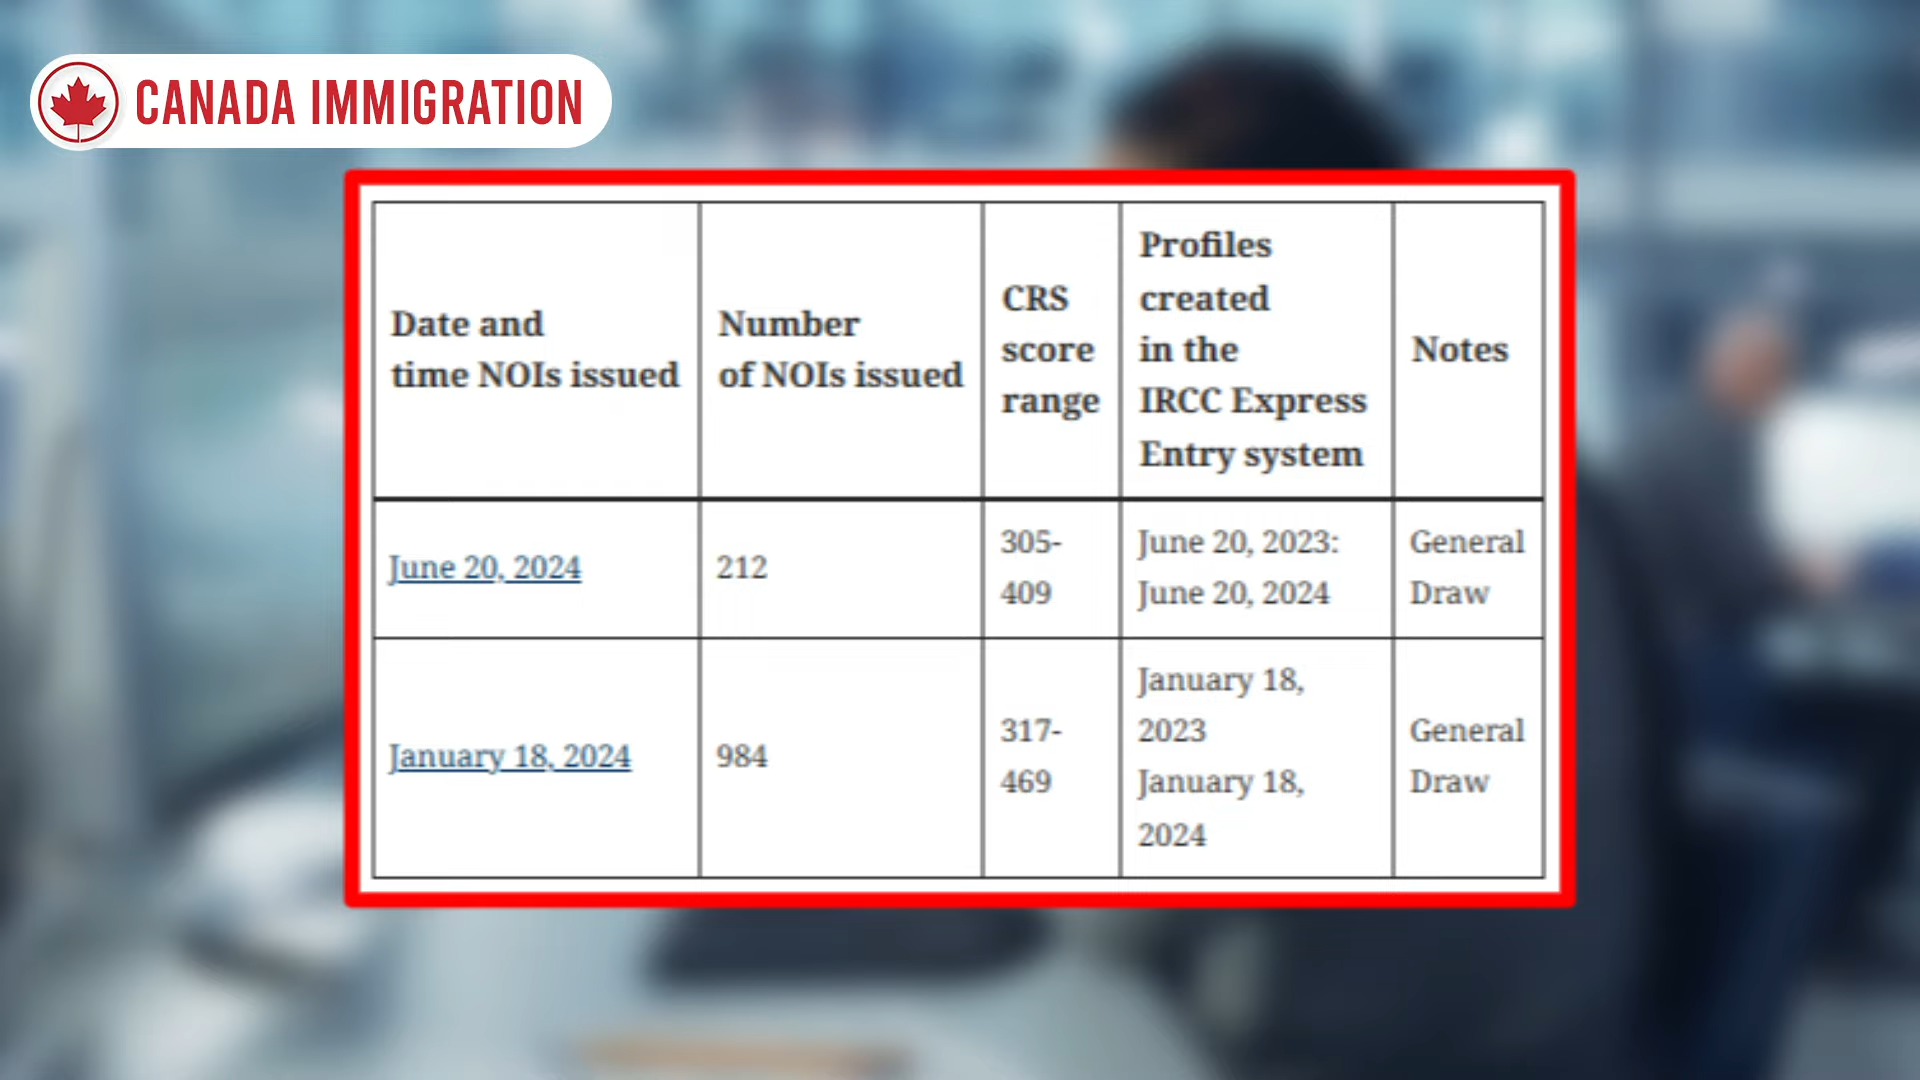 CANADA IMMIGRATION
Date and
time NOIs issued
Number
of NOIs issued
CRS
score
range
Profiles
created
in the
IRCC Express
Entry system
Notes
June 20, 2024
212
305-
409
June 20, 2023:
June 20, 2024
General
Draw
January 18, 2024
984
317-
469
January 18,
2023
January 18,
2024
General
Draw